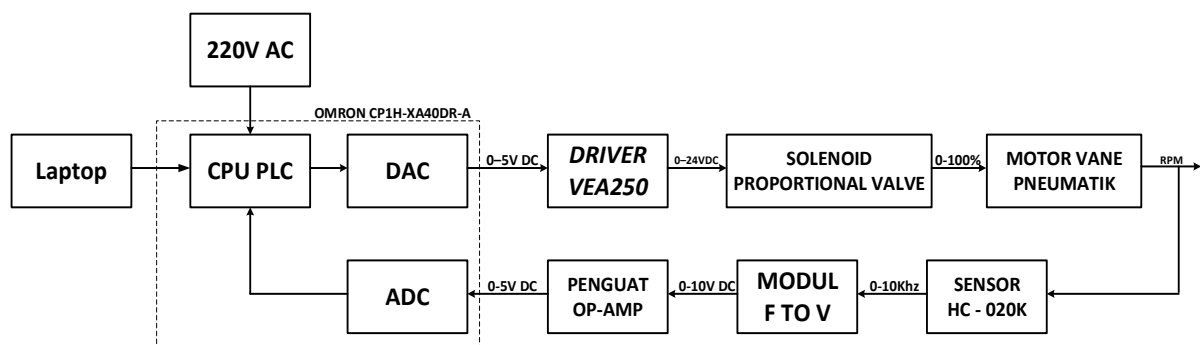 220V AC
OMRON CP1H-XA40DR-A
Laptop
CPU PLC
DAC
0–5V DC
DRIVER
VEA250
0–24VDC
SOLENOID
PROPORTIONAL VALVE
0-100%
MOTOR VANE
PNEUMATIK
RPM
ADC
0-5V DC
PENGUAT
OP-AMP
0-10V DC
MODUL
F TO V
0-10Khz
SENSOR
HC - 020K